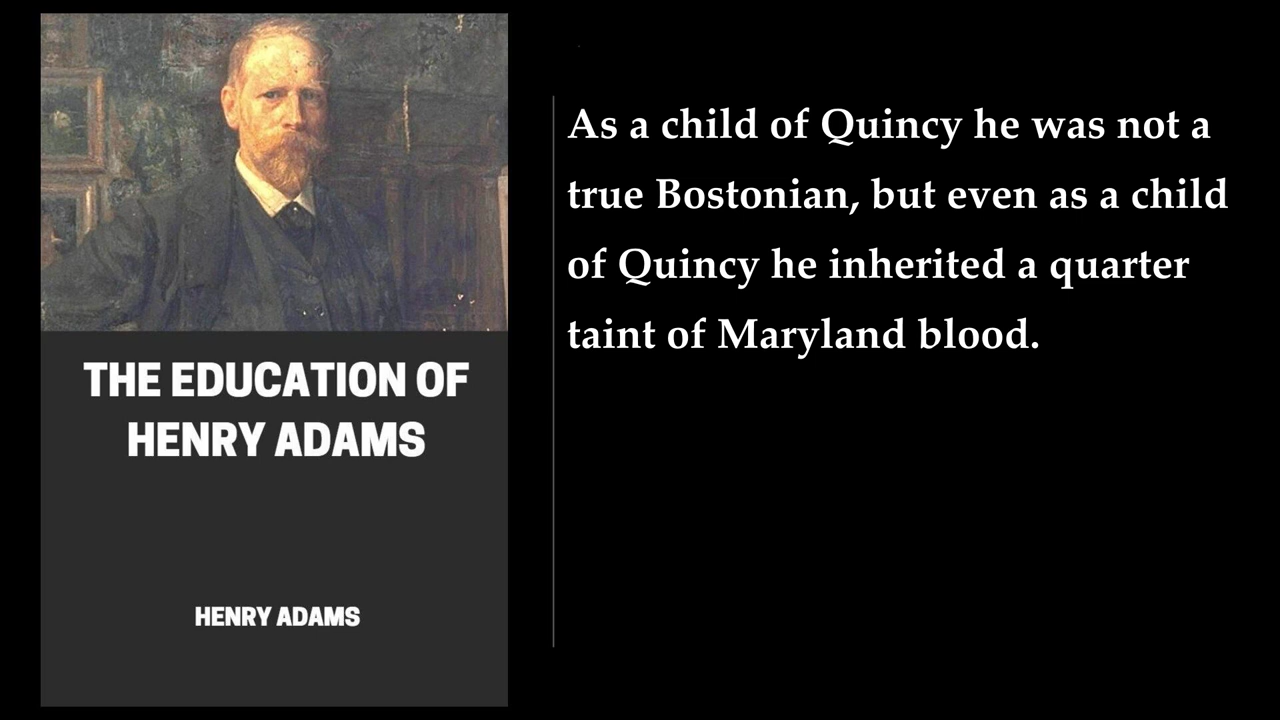 THE EDUCATION OF
HENRY ADAMS
HENRY ADAMS
As a child of Quincy he was not a
true Bostonian, but even as a child
of Quincy he inherited a quarter
taint of Maryland blood.